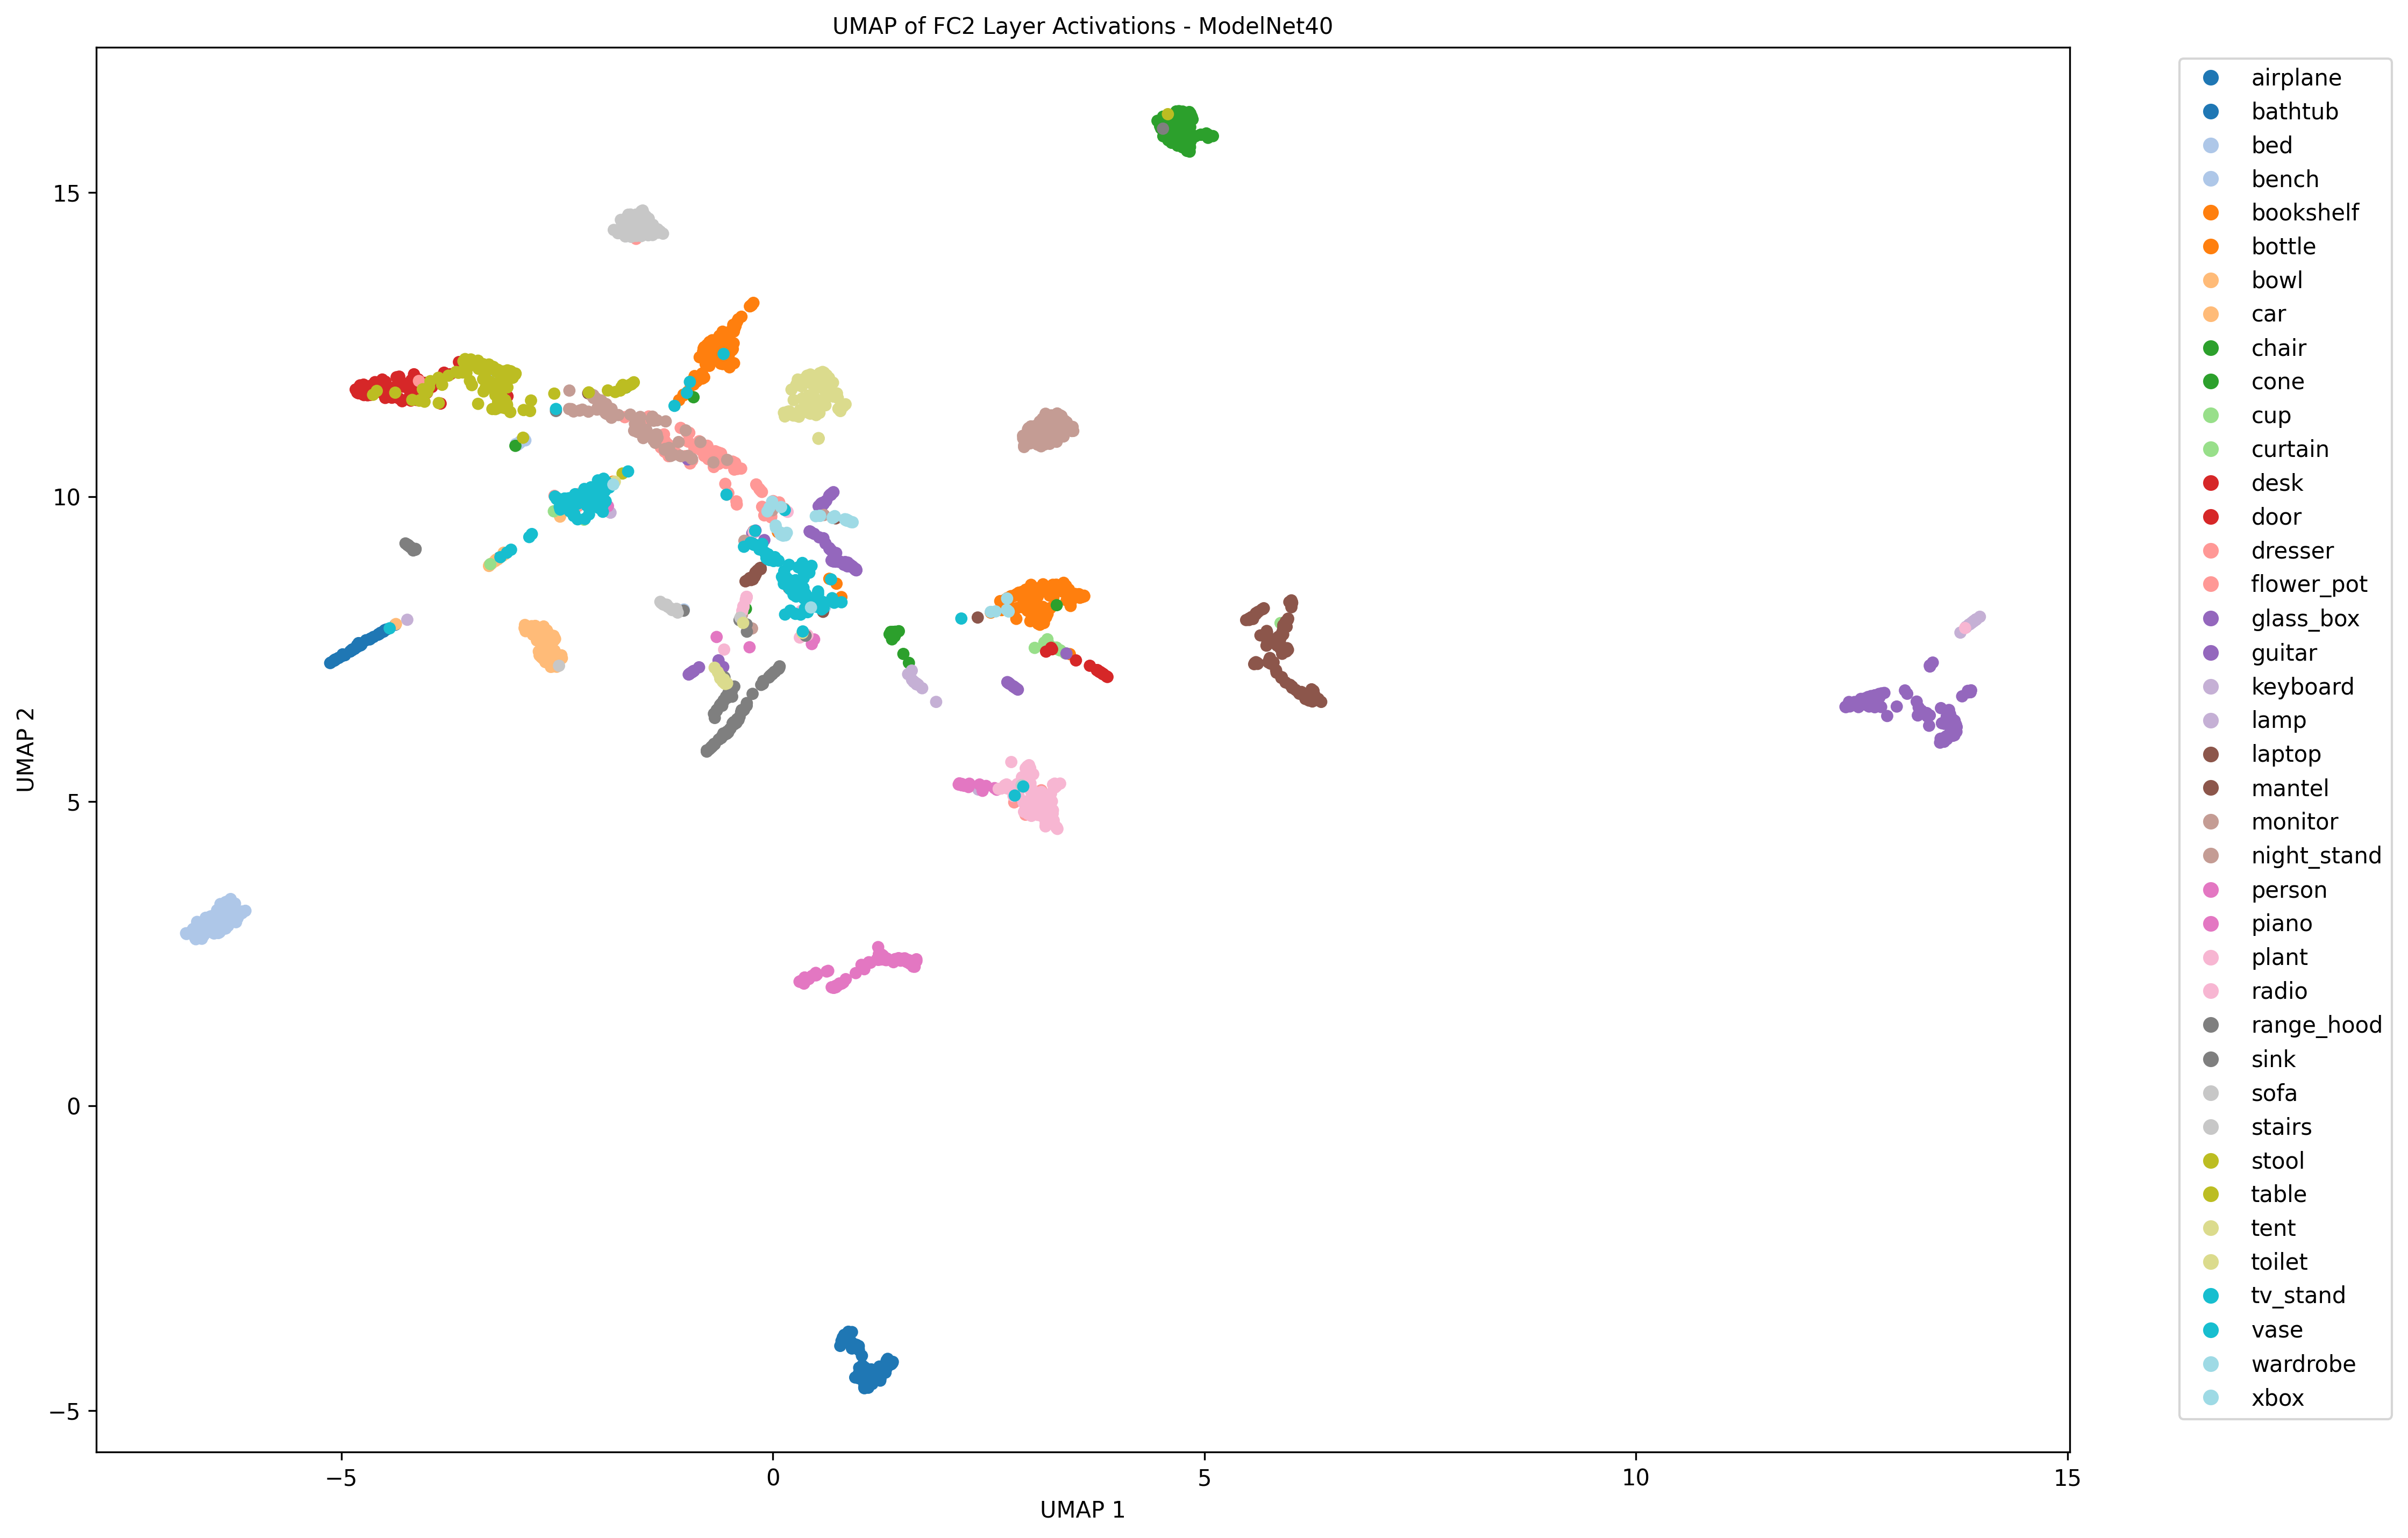 UMAP of FC2 Layer Activations - ModelNet40
UMAP 2
15
10
5
0
−5
−5
0
5
10
15
UMAP 1
airplane
bathtub
bed
bench
bookshelf
bottle
bowl
car
chair
cone
cup
curtain
desk
door
dresser
flower_pot
glass_box
guitar
keyboard
lamp
laptop
mantel
monitor
night_stand
person
piano
plant
radio
range_hood
sink
sofa
stairs
stool
table
tent
toilet
tv_stand
vase
wardrobe
xbox